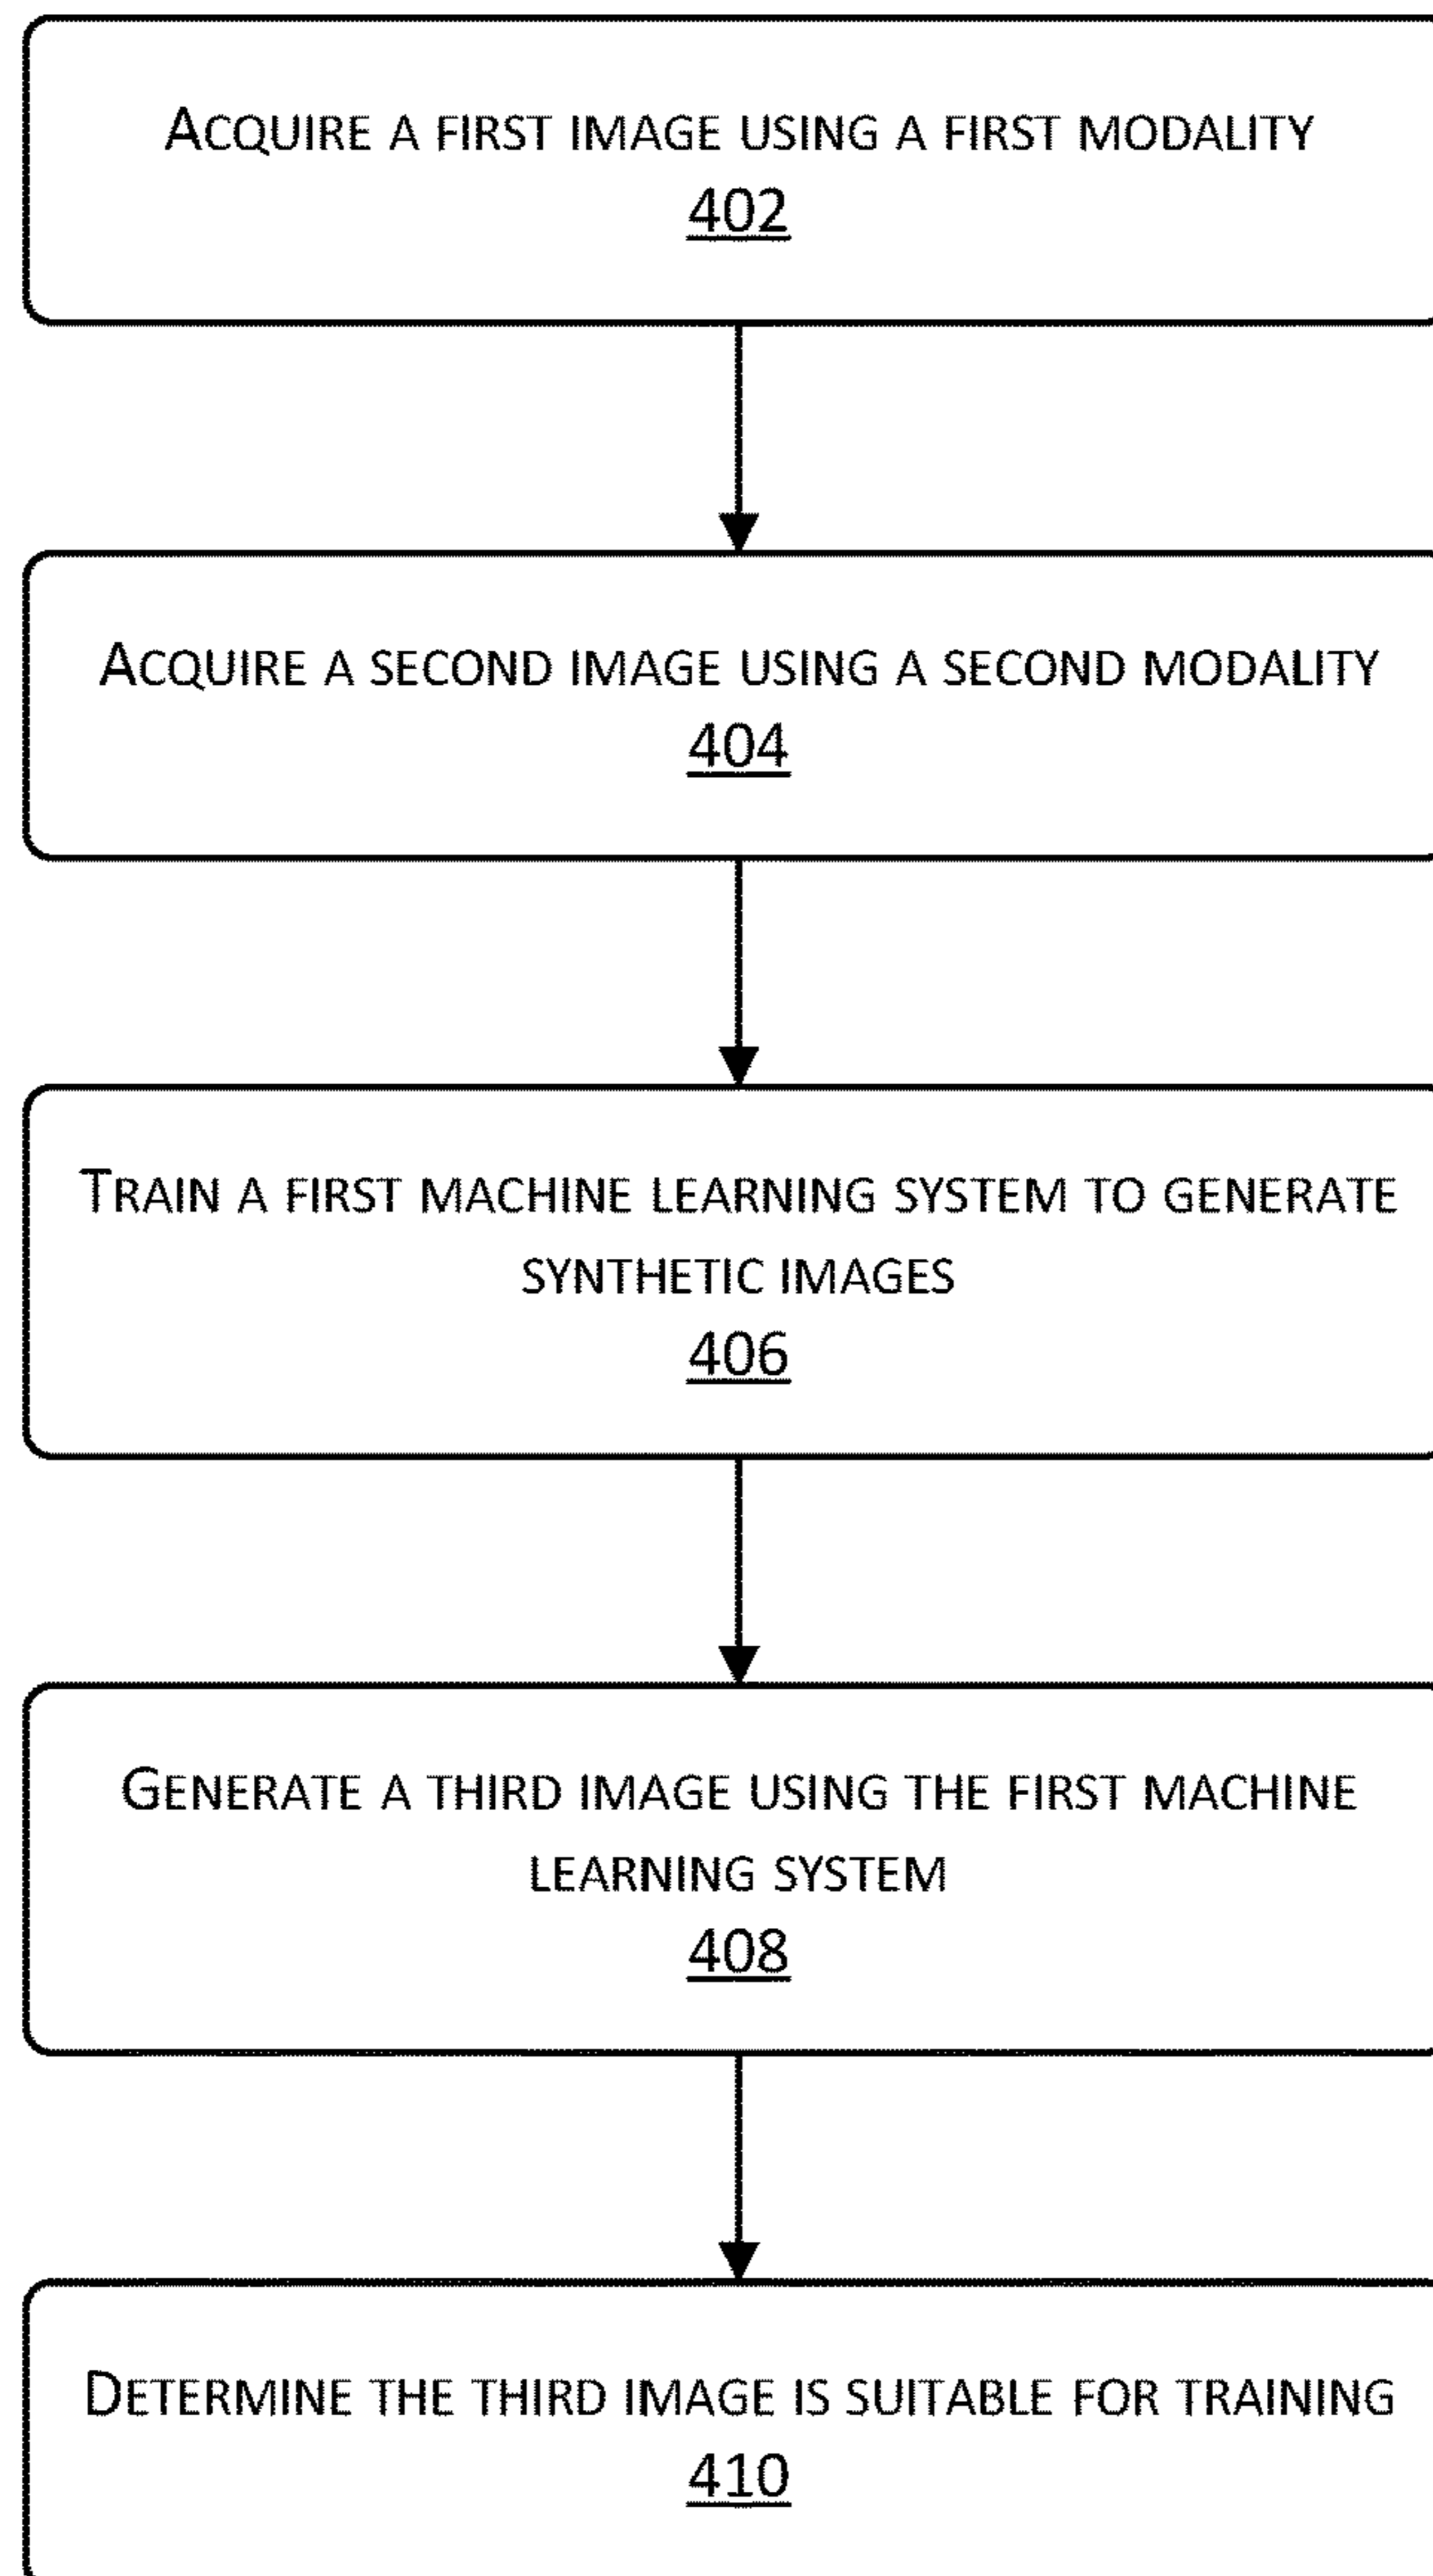 ACQUIRE A FIRST IMAGE USING A FIRST MODALITY
402
ACQUIRE A SECOND IMAGE USING A SECOND MODALITY
404
TRAIN A FIRST MACHINE LEARNING SYSTEM TO GENERATE
SYNTHETIC IMAGES
406
GENERATE A THIRD IMAGE USING THE FIRST MACHINE
LEARNING SYSTEM
408
DETERMINE THE THIRD IMAGE IS SUITABLE FOR TRAINING
410